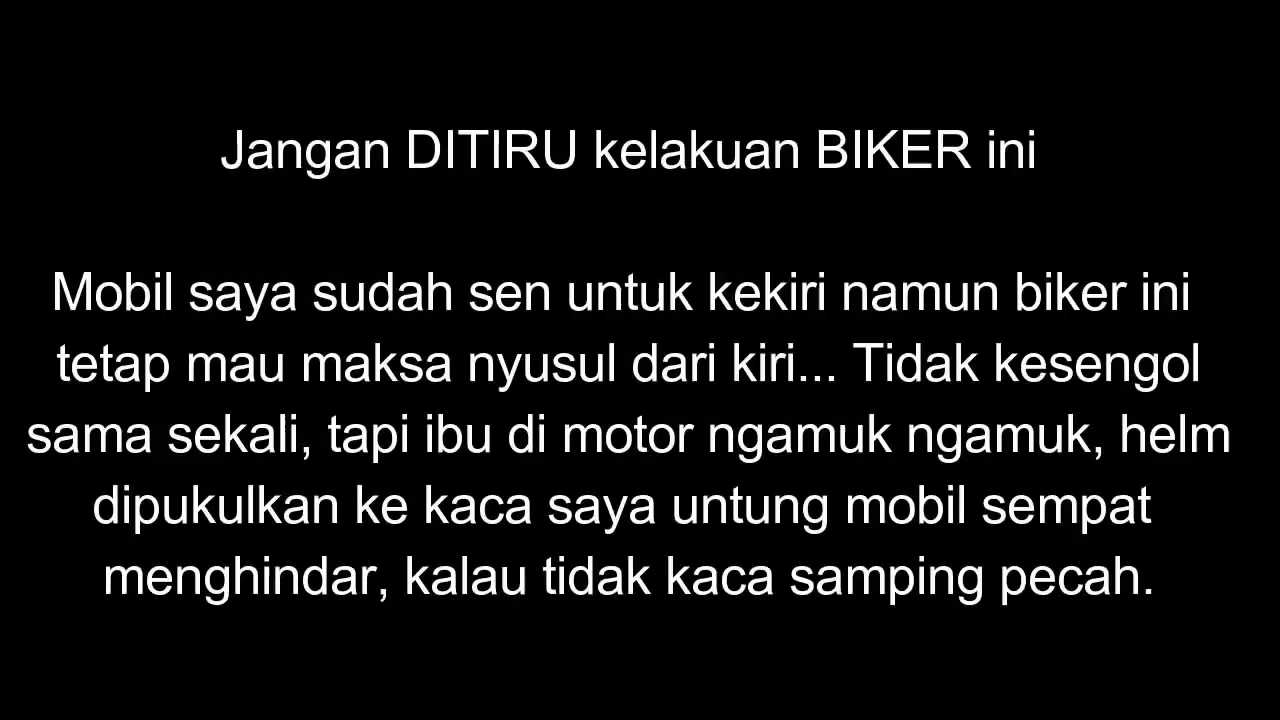 Jangan DITIRU kelakuan BIKER ini
Mobil saya sudah sen untuk kekiri namun biker ini
tetap mau maksa nyusul dari kiri... Tidak kesengol
sama sekali, tapi ibu di motor ngamuk ngamuk, helm
dipukulkan ke kaca saya untung mobil sempat
menghindar, kalau tidak kaca samping pecah.